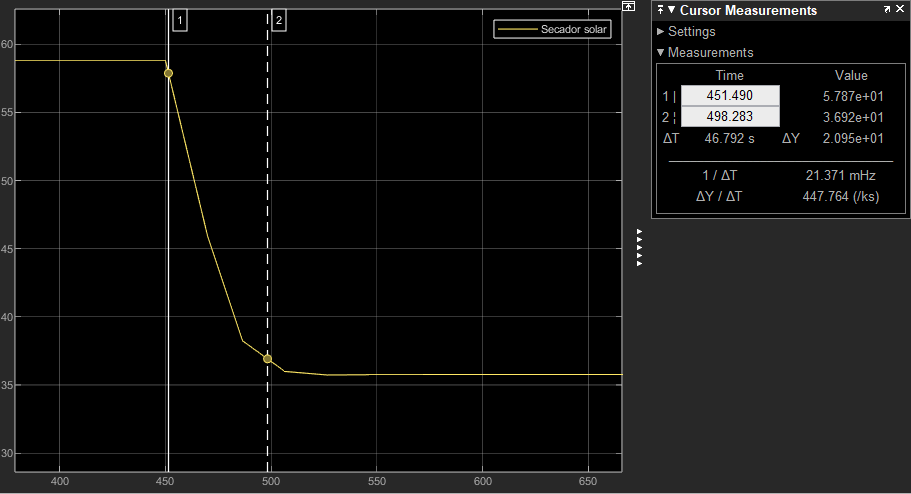 1
2
Secador solar
60
55
50
45
40
35
30
400
450
500
550
600
650
Cursor Measurements
Settings
Measurements
Time Value
1 451.490 5.787e+01
2 498.283 3.692e+01
ΔT 46.792 s ΔY 2.095e+01
1 / ΔT 21.371 mHz
ΔY / ΔT 447.764 (/ks)